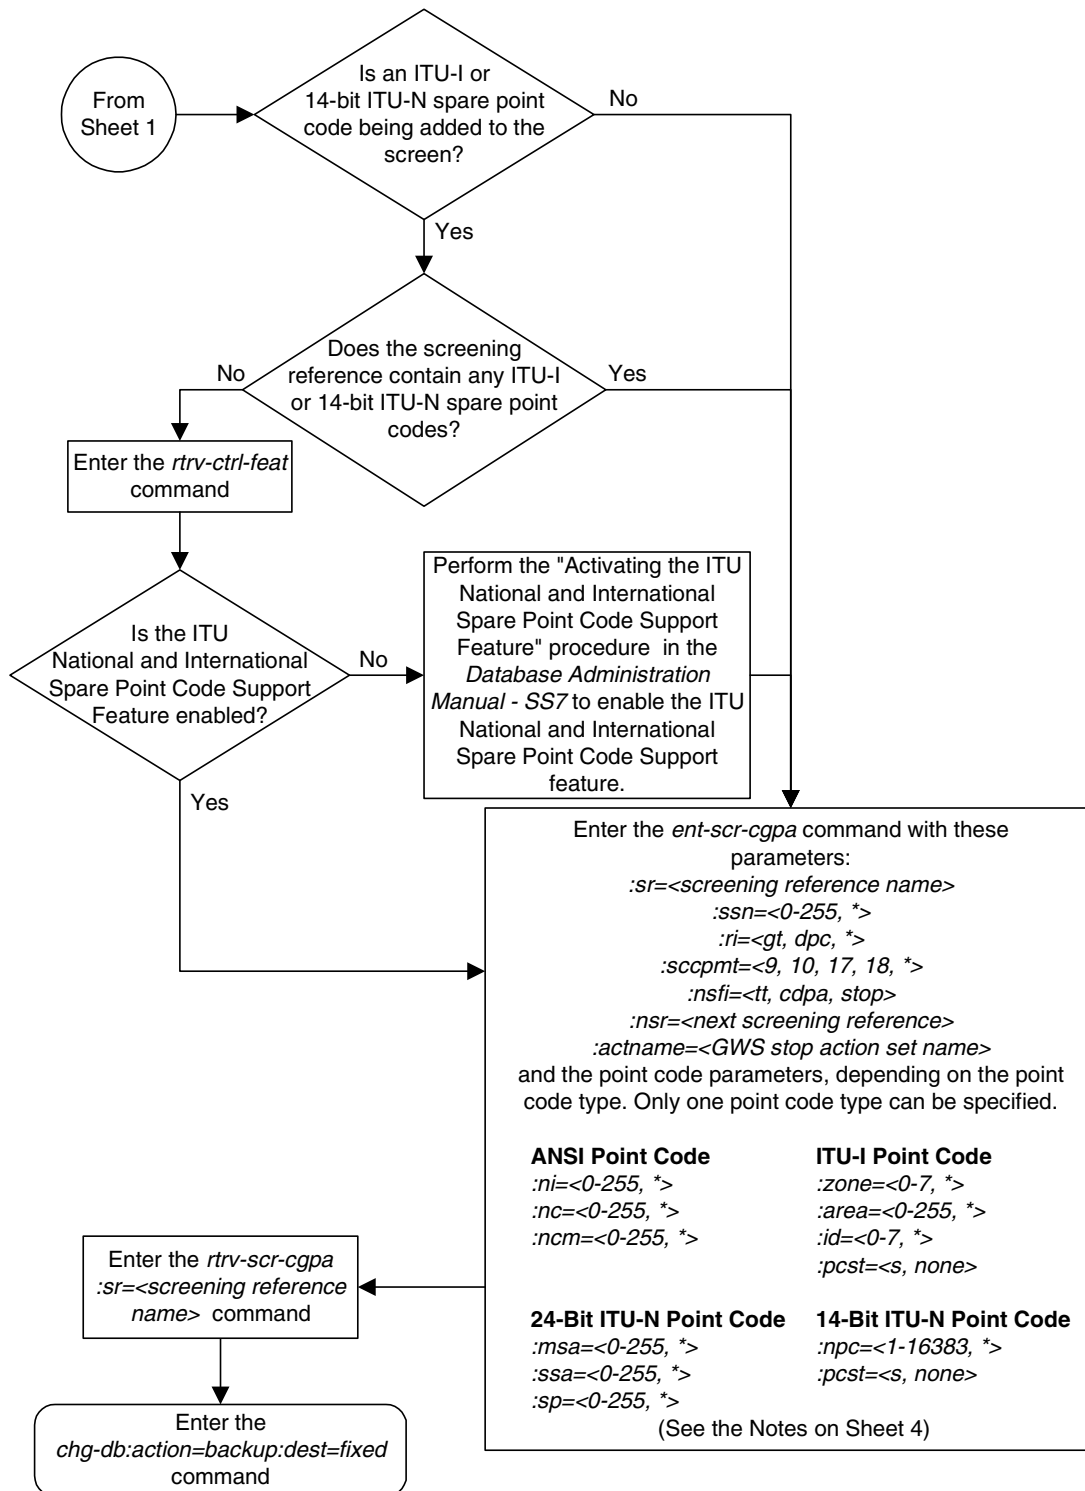 From
Sheet 1
Is an ITU-I or
14-bit ITU-N spare point
code being added to the
screen?
No
Yes
Does the screening
reference contain any ITU-I
or 14-bit ITU-N spare point
codes?
No
Yes
Enter the rtrv-ctrl-feat
command
Is the ITU
National and International
Spare Point Code Support
Feature enabled?
No
Yes
Perform the "Activating the ITU
National and International
Spare Point Code Support
Feature" procedure in the
Database Administration
Manual - SS7 to enable the ITU
National and International
Spare Point Code Support
feature.
Enter the ent-scr-cgpa command with these
parameters:
:sr=<screening reference name>
:ssn=<0-255, *>
:ri=<gt, dpc, *>
:sccpmt=<9, 10, 17, 18, *>
:nsfi=<tt, cdpa, stop>
:nsr=<next screening reference>
:actname=<GWS stop action set name>
and the point code parameters, depending on the point
code type. Only one point code type can be specified.
ANSI Point Code
:ni=<0-255, *>
:nc=<0-255, *>
:ncm=<0-255, *>
ITU-I Point Code
:zone=<0-7, *>
:area=<0-255, *>
:id=<0-7, *>
:pcst=<s, none>
24-Bit ITU-N Point Code
:msa=<0-255, *>
:ssa=<0-255, *>
:sp=<0-255, *>
14-Bit ITU-N Point Code
:npc=<1-16383, *>
:pcst=<s, none>
(See the Notes on Sheet 4)
Enter the rtrv-scr-cgpa
:sr=<screening reference
name> command
Enter the
chg-db:action=backup:dest=fixed
command